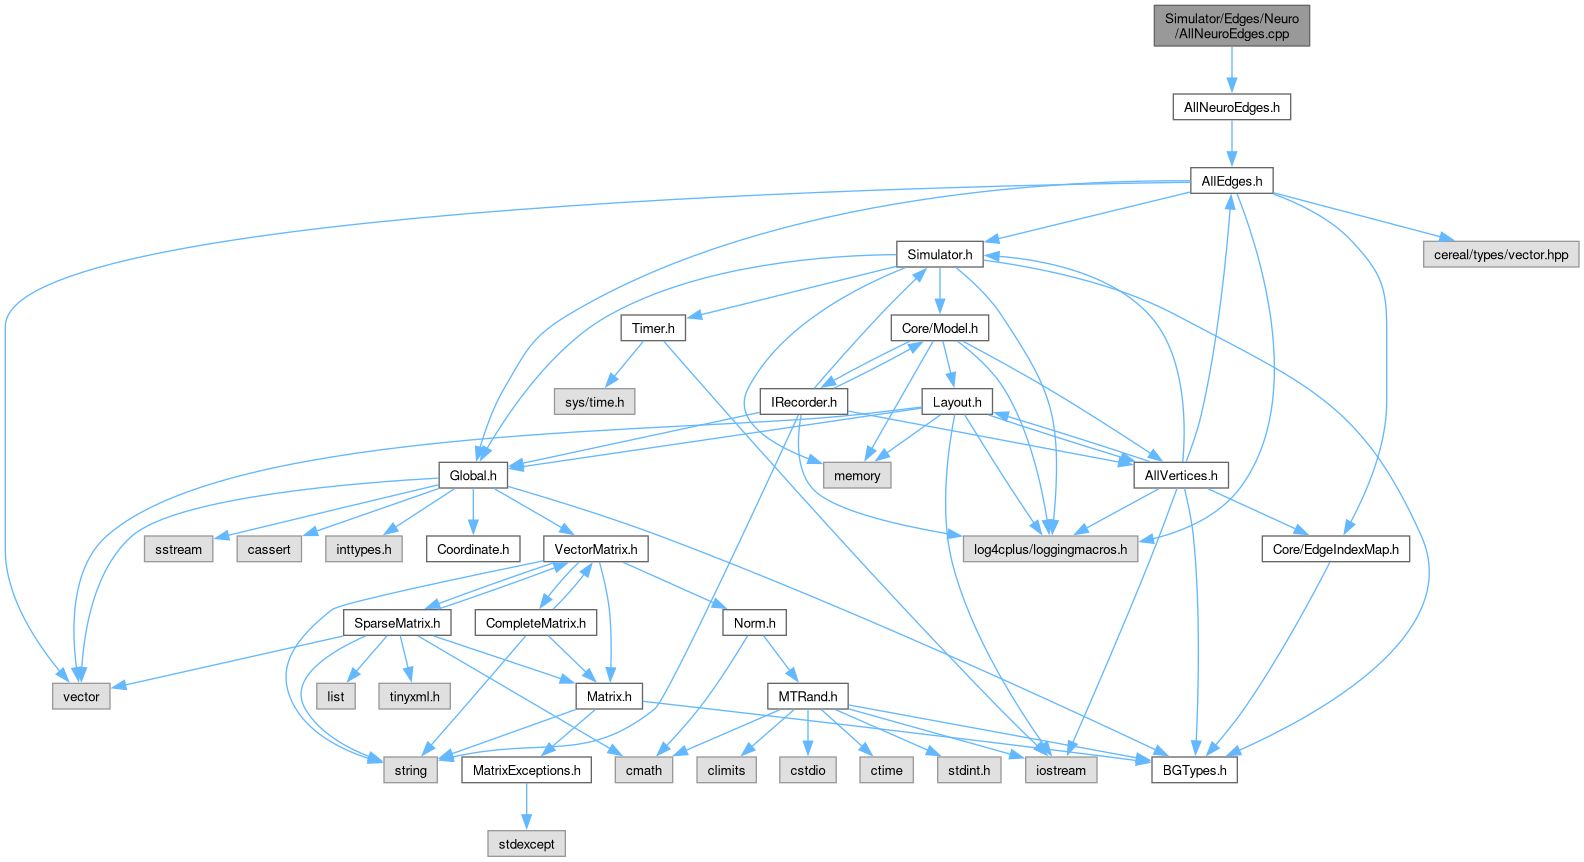 Simulator/Edges/Neuro
/AllNeuroEdges.cpp
AllNeuroEdges.h
AllEdges.h
Simulator.h
cereal/types/vector.hpp
Timer.h
Core/Model.h
sys/time.h
IRecorder.h
Layout.h
Global.h
memory
AllVertices.h
sstream
cassert
inttypes.h
Coordinate.h
VectorMatrix.h
log4cplus/loggingmacros.h
Core/EdgeIndexMap.h
SparseMatrix.h
CompleteMatrix.h
Norm.h
vector
list
tinyxml.h
Matrix.h
MTRand.h
string
MatrixExceptions.h
cmath
climits
cstdio
ctime
stdint.h
iostream
BGTypes.h
stdexcept